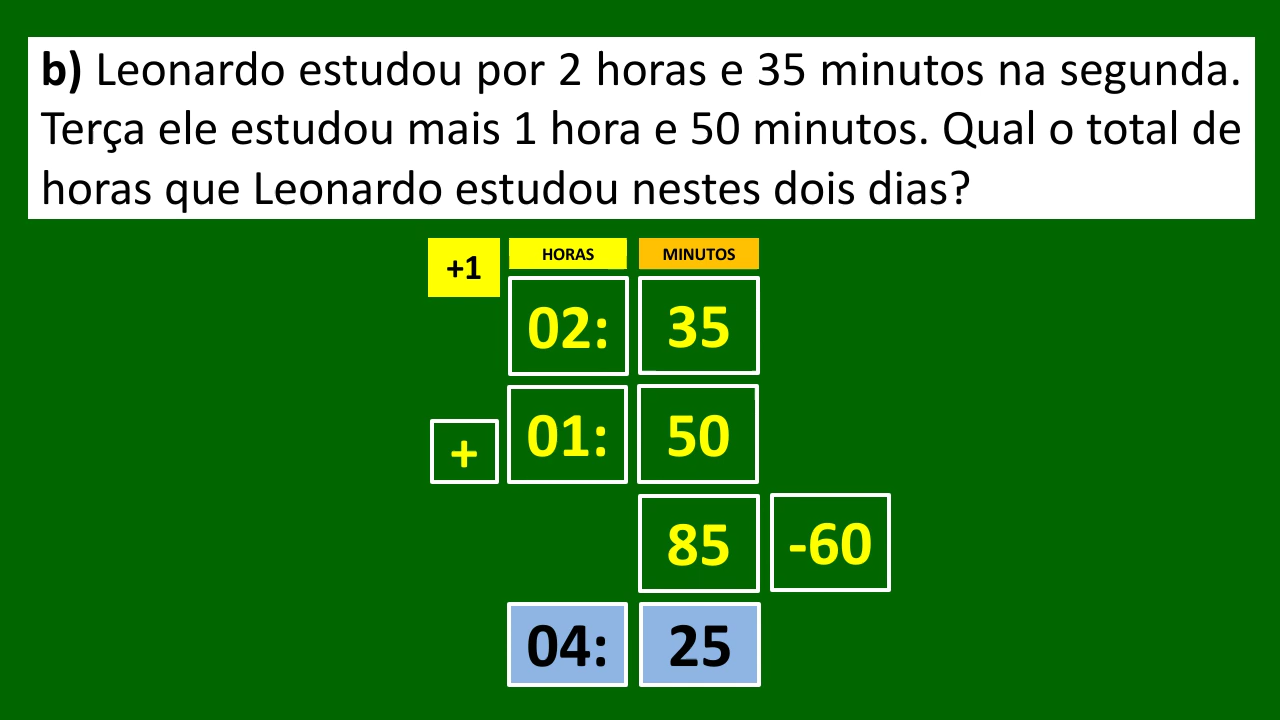 b) Leonardo estudou por 2 horas e 35 minutos na segunda.
Terça ele estudou mais 1 hora e 50 minutos. Qual o total de
horas que Leonardo estudou nestes dois dias?
+1 HORAS MINUTOS
02: 35
+ 01: 50
85 -60
04: 25